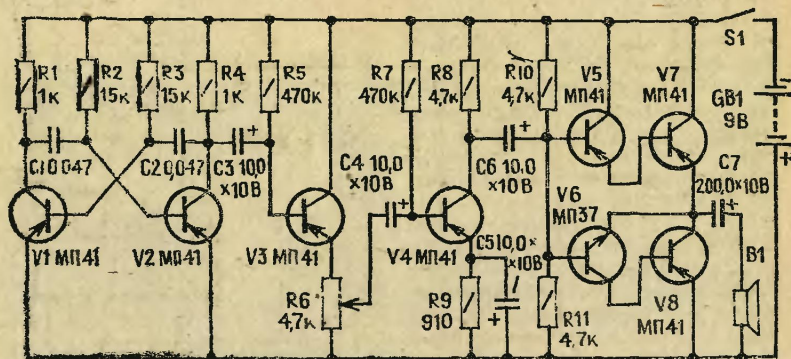 R1
1к
R2
15к
R3
15к
R4
1к
R5
470к
R7
470к
R8
4,7к
R10
4,7к
V5
МП41
V7
МП41
S1
GB1
9В
C1 0,047
C2 0,047
C3 10,0
×10В
C4 10,0
×10В
C6 10,0
×10В
C7
200,0×10В
V1 МП41
V2 МП41
V3
МП41
V4 МП41
C5 10,0×
×10В
V6
МП37
B1
R6
4,7к
R9
910
R11
4,7к
V8
МП41